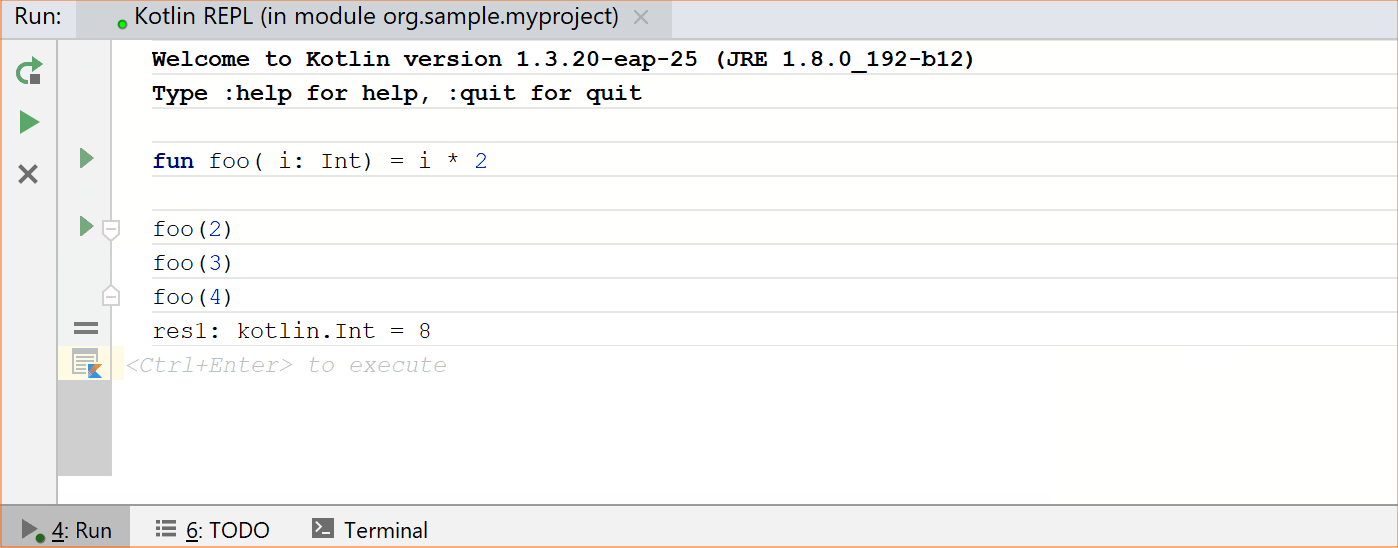 Run: Kotlin REPL (in module org.sample.myproject)
Welcome to Kotlin version 1.3.20-eap-25 (JRE 1.8.0_192-b12)
Type :help for help, :quit for quit
fun foo( i: Int) = i * 2
foo(2)
foo(3)
foo(4)
res1: kotlin.Int = 8
<Ctrl+Enter> to execute
4: Run 6: TODO Terminal